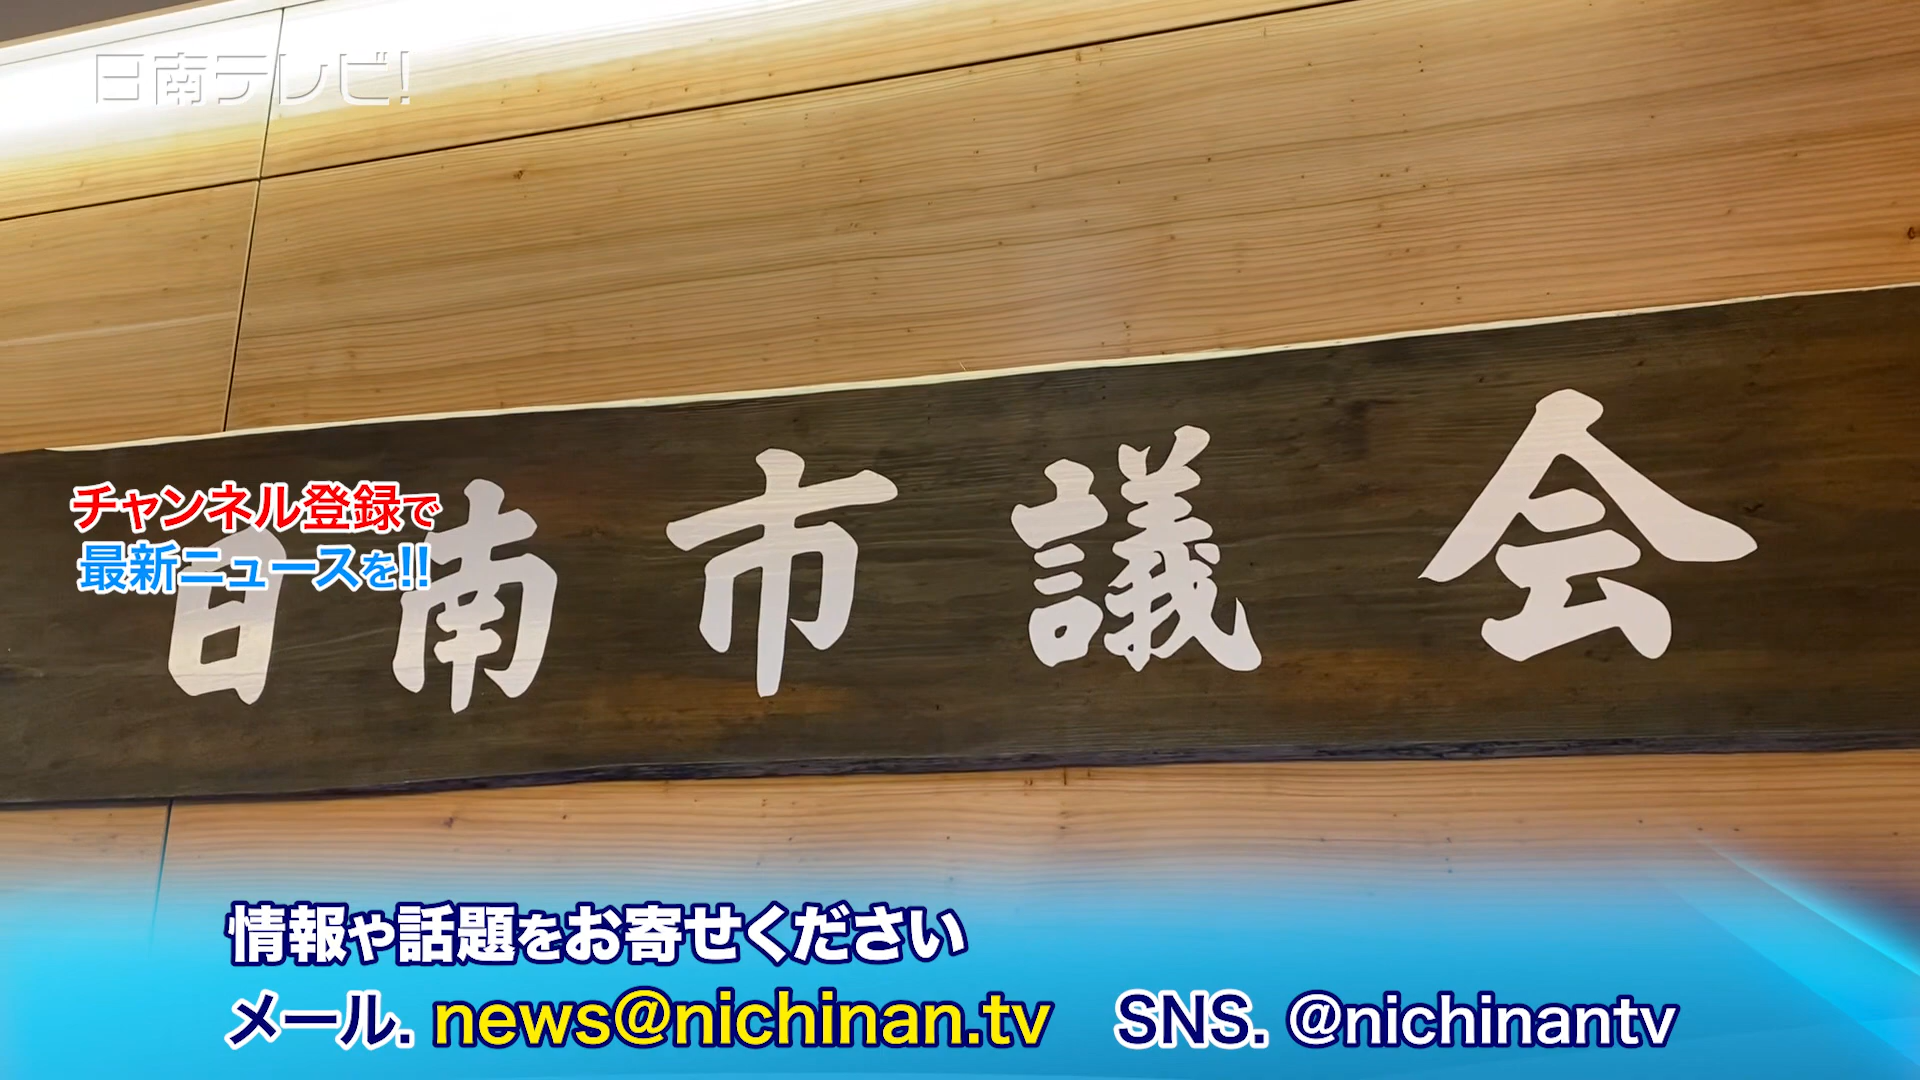 日南テレビ!
チャンネル登録で
最新ニュースを!!
日南市議会
情報や話題をお寄せください
メール. news@nichinan.tv SNS. @nichinantv